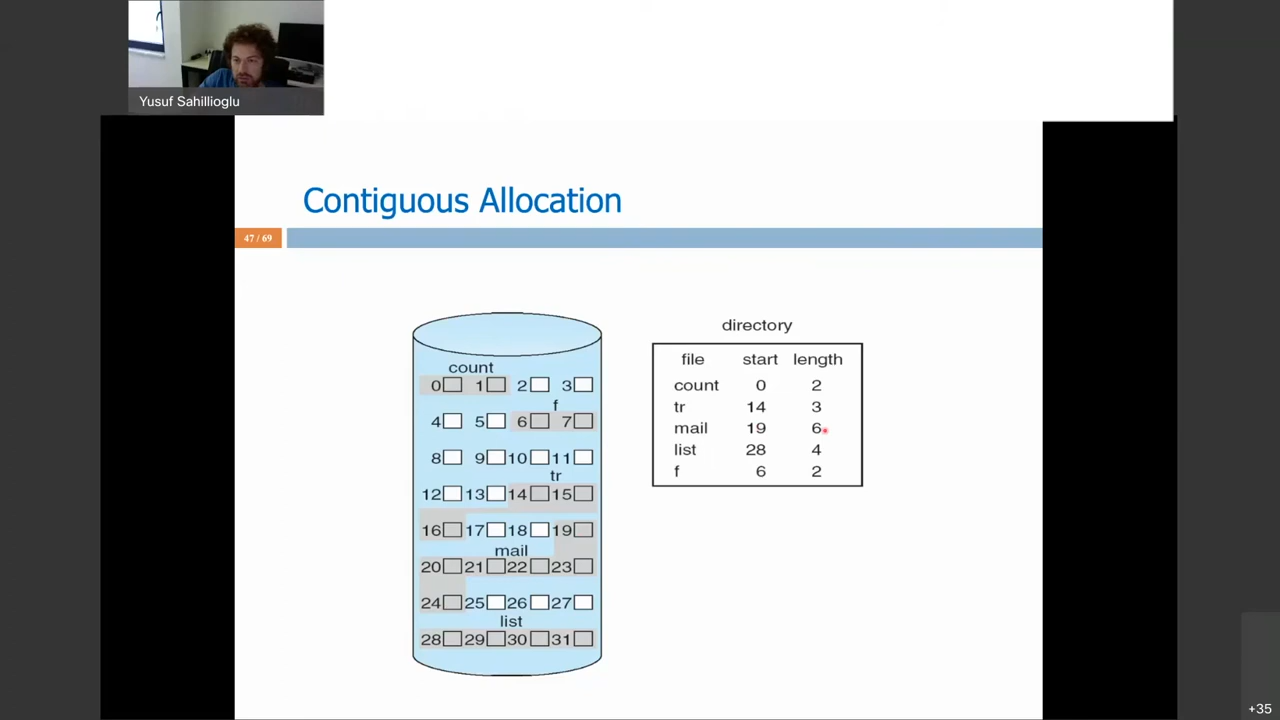 Yusuf Sahillioglu
Contiguous Allocation
47 / 69
count
0 1 2 3
f
4 5 6 7
8 9 10 11
tr
12 13 14 15
16 17 18 19
mail
20 21 22 23
24 25 26 27
list
28 29 30 31
directory
file start length
count 0 2
tr 14 3
mail 19 6
list 28 4
f 6 2
+35